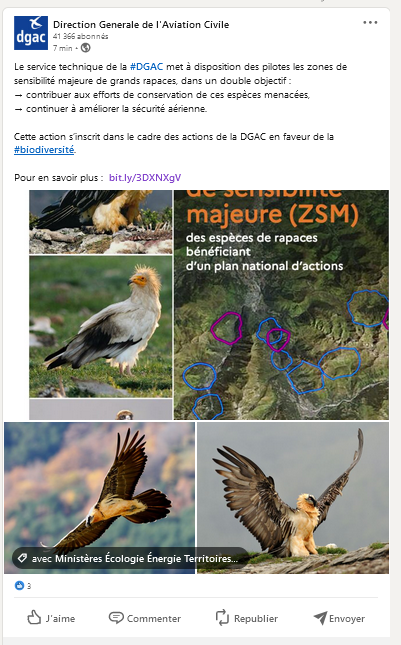 dgac
Direction Generale de l'Aviation Civile
41 366 abonnés
7 min •
Le service technique de la #DGAC met à disposition des pilotes les zones de
sensibilité majeure de grands rapaces, dans un double objectif :
→ contribuer aux efforts de conservation de ces espèces menacées,
→ continuer à améliorer la sécurité aérienne.
Cette action s'inscrit dans le cadre des actions de la DGAC en faveur de la
#biodiversité.
Pour en savoir plus : bit.ly/3DXNXgV
de sensibilité
majeure (ZSM)
des espèces de rapaces
bénéficiant
d'un plan national d'actions
avec Ministères Écologie Énergie Territoires...
3
J'aime
Commenter
Republier
Envoyer